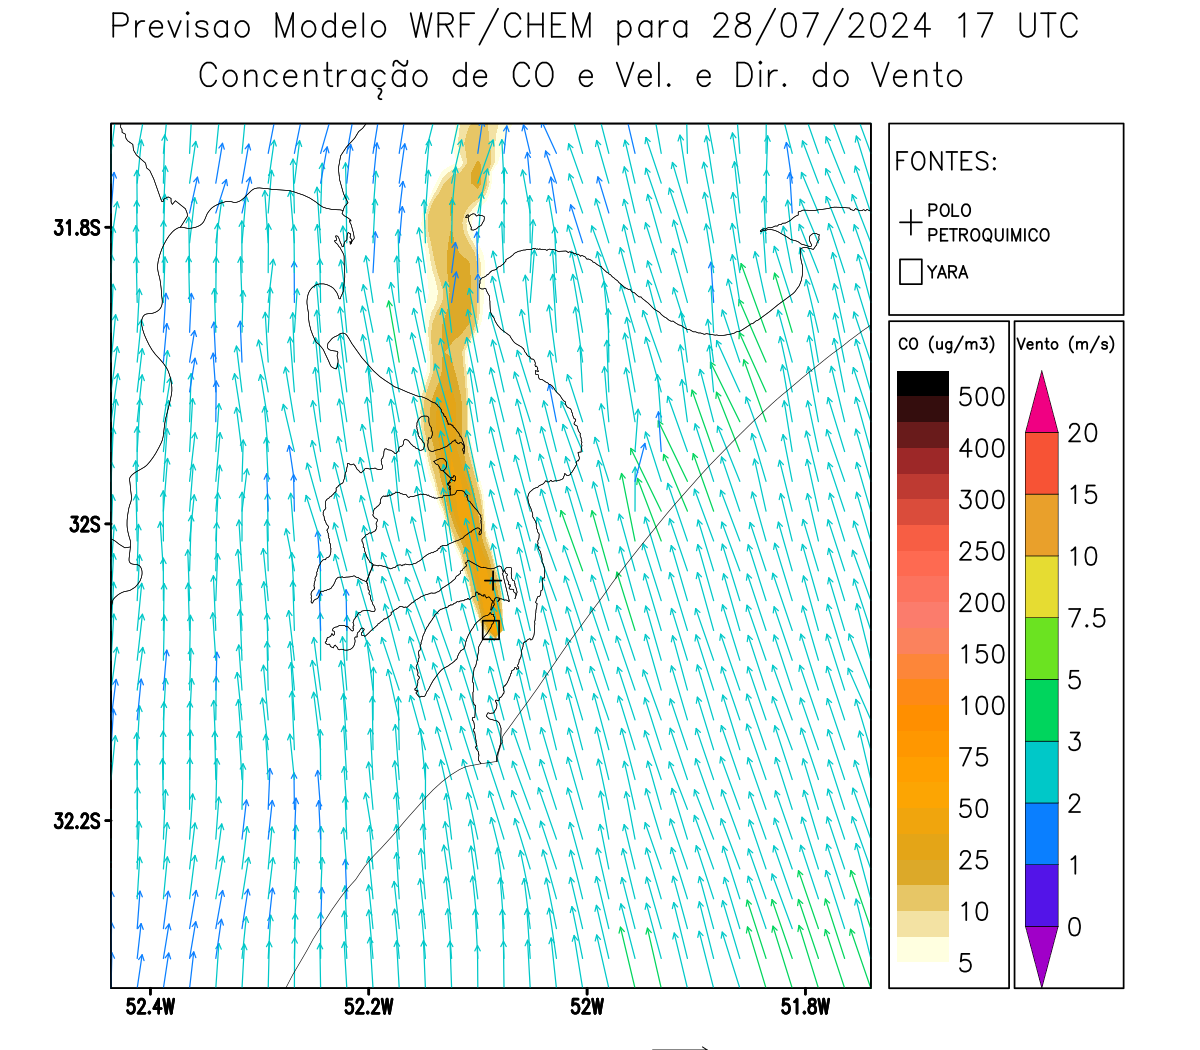 Previsao Modelo WRF/CHEM para 28/07/2024 17 UTC
Concentração de CO e Vel. e Dir. do Vento
FONTES:
POLO
PETROQUIMICO
YARA
CO (ug/m3)
500
400
300
250
200
150
100
75
50
25
10
5
Vento (m/s)
20
15
10
7.5
5
3
2
1
0
31.8S
32S
32.2S
52.4W
52.2W
52W
51.8W